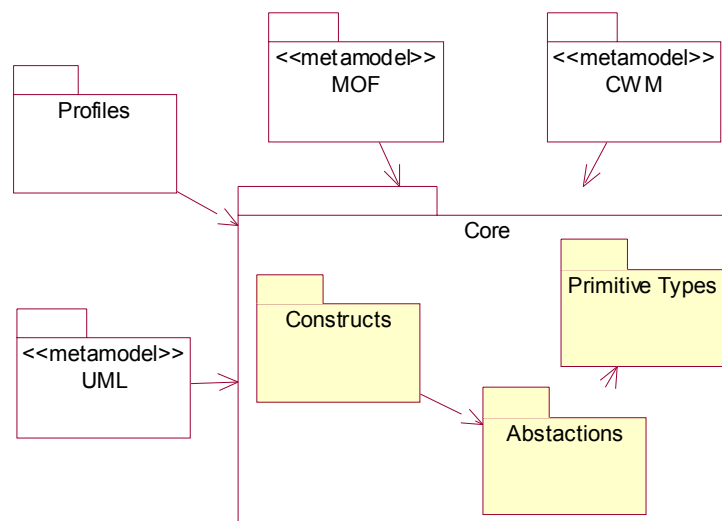 <<metamodel>>
MOF
<<metamodel>>
CWM
Profiles
Core
Primitive Types
Constructs
<<metamodel>>
UML
Abstactions